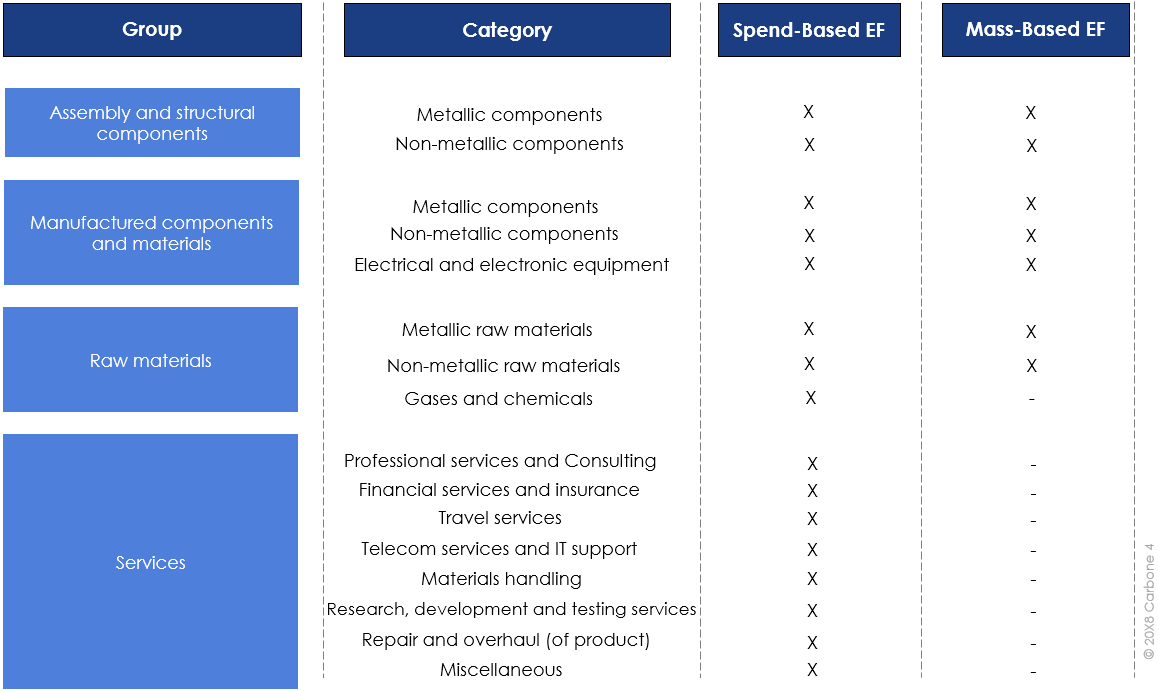 Group Category Spend-Based EF Mass-Based EF
Assembly and structural
components
Metallic components X X
Non-metallic components X X
Manufactured components
and materials
Metallic components X X
Non-metallic components X X
Electrical and electronic equipment X X
Raw materials
Metallic raw materials X X
Non-metallic raw materials X X
Gases and chemicals X -
Services
Professional services and Consulting X -
Financial services and insurance X -
Travel services X -
Telecom services and IT support X -
Materials handling X -
Research, development and testing services X -
Repair and overhaul (of product) X -
Miscellaneous X -
© 20X8 Carbone 4